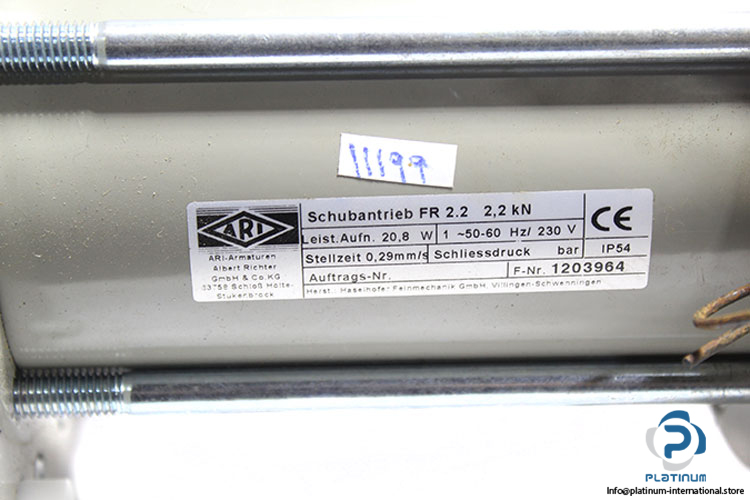 11199
ARI
ARI-Armaturen
Albert Richter
GmbH & Co.KG
33758 Schloß Holte-
Stukenbrock
Schubantrieb FR 2.2 2,2 kN
Leist.Aufn. 20,8 W 1 ~50-60 Hz/ 230 V
Stellzeit 0,29mm/s Schliessdruck bar
Auftrags-Nr. F-Nr. 1203964
Herst.: Haselhofer Feinmechanik GmbH, Villingen-Schwenningen
CE
IP54
PLATINUM
Info@platinum-international.store